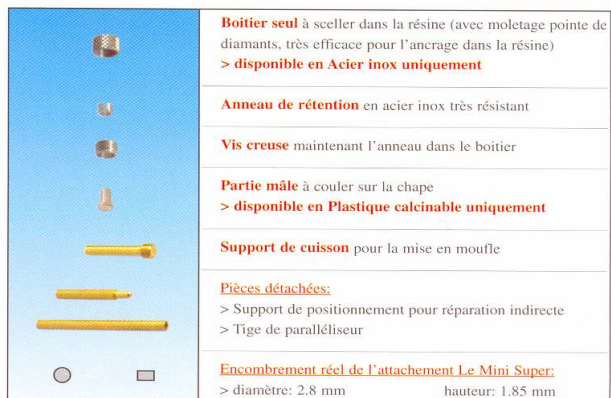 Boitier seul à sceller dans la résine (avec moletage pointe de
diamants, très efficace pour l'ancrage dans la résine)
> disponible en Acier inox uniquement
Anneau de rétention en acier inox très résistant
Vis creuse maintenant l'anneau dans le boitier
Partie mâle à couler sur la chape
> disponible en Plastique calcinable uniquement
Support de cuisson pour la mise en moufle
Pièces détachées:
> Support de positionnement pour réparation indirecte
> Tige de paralléliseur
Encombrement réel de l'attachement Le Mini Super:
> diamètre: 2.8 mm hauteur: 1.85 mm